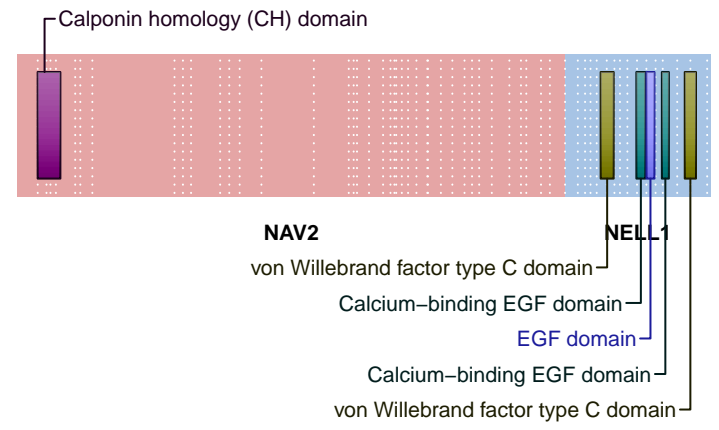 Calponin homology (CH) domain
NAV2
NELL1
von Willebrand factor type C domain
Calcium−binding EGF domain
EGF domain
Calcium−binding EGF domain
von Willebrand factor type C domain